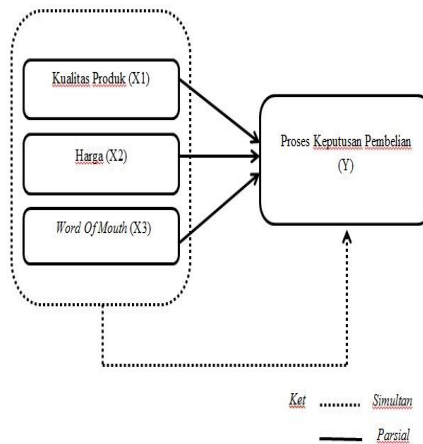 Kualitas Produk (X1)
Harga (X2)
Word Of Mouth (X3)
Proses Keputusan Pembelian
(Y)
Ket Simultan
Parsial